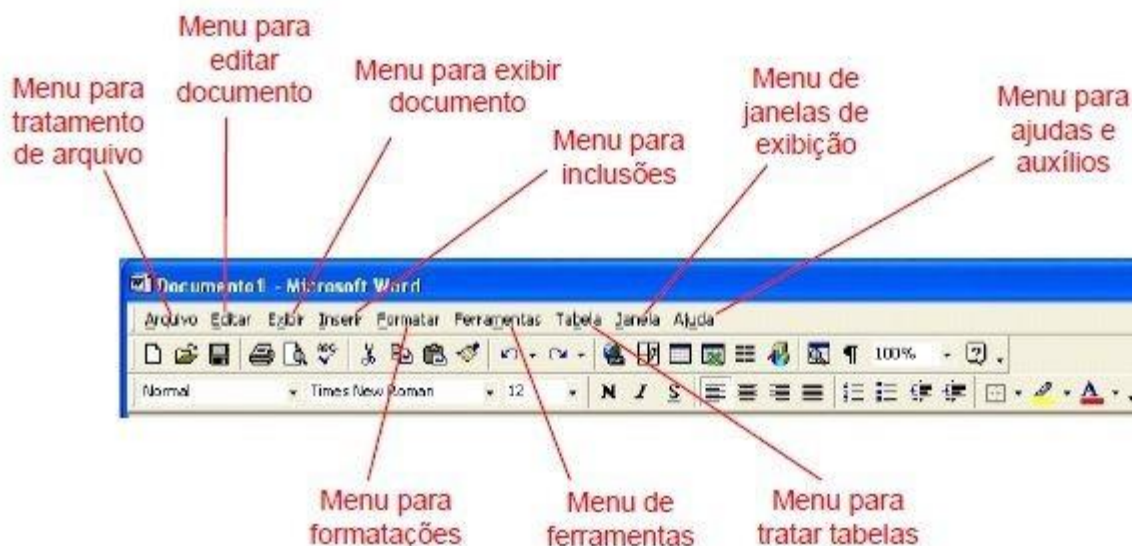 Menu para
editar
documento
Menu para
tratamento
de arquivo
Menu para exibir
documento
Menu para
inclusões
Menu de
janelas de
exibição
Menu para
ajudas e
auxílios
Documento1 - Microsoft Word
Arquivo Editar Exibir Inserir Formatar Ferramentas Tabela Janela Ajuda
100%
Normal Times New Roman 12 N I S A
Menu para
formatações
Menu de
ferramentas
Menu para
tratar tabelas